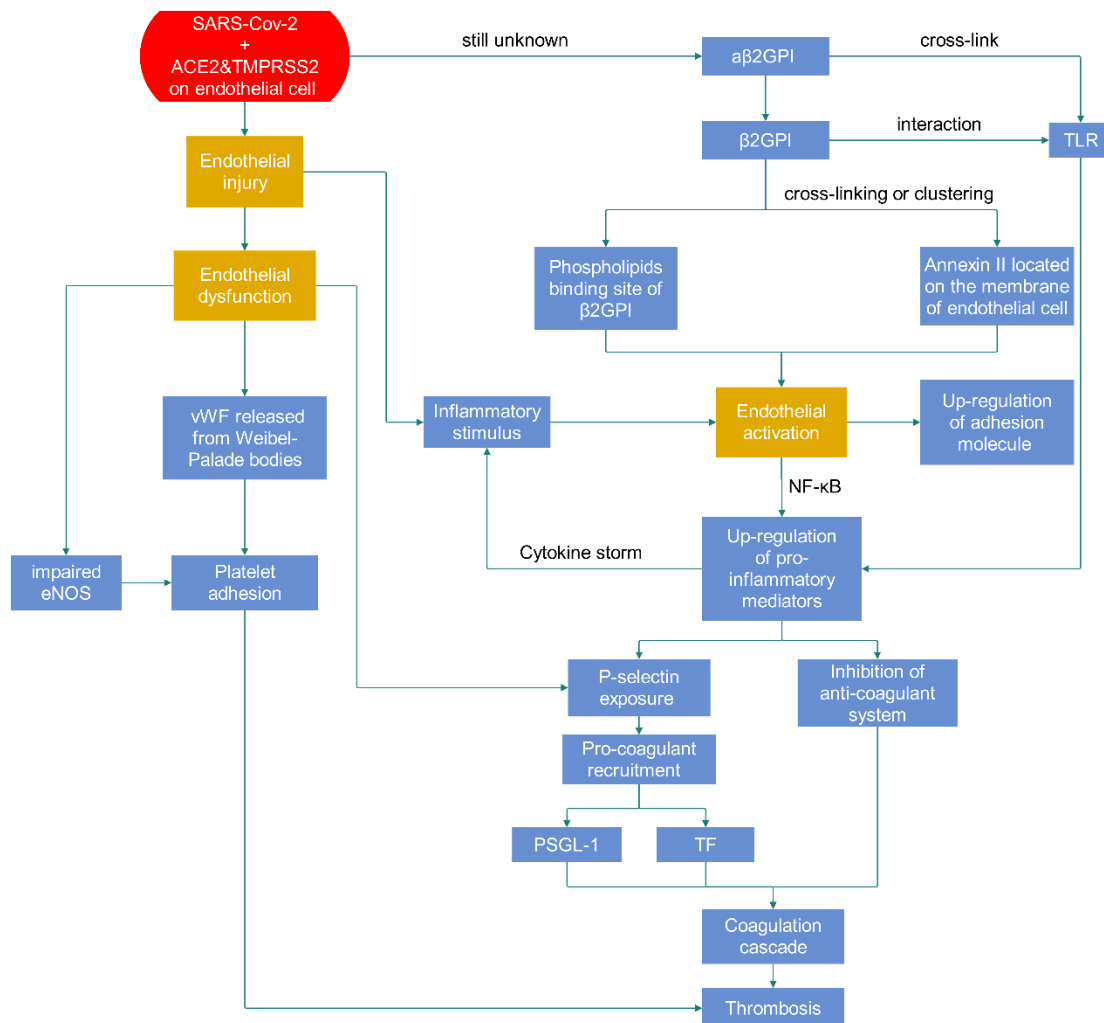 SARS-Cov-2
+
ACE2&TMPRSS2
on endothelial cell
still unknown
aβ2GPI
cross-link
β2GPI
interaction
TLR
Endothelial
injury
cross-linking or clustering
Endothelial
dysfunction
Phospholipids
binding site of
β2GPI
Annexin II located
on the membrane
of endothelial cell
vWF released
from Weibel-
Palade bodies
Inflammatory
stimulus
Endothelial
activation
Up-regulation
of adhesion
molecule
NF-κB
Cytokine storm
Up-regulation
of pro-
inflammatory
mediators
impaired
eNOS
Platelet
adhesion
P-selectin
exposure
Inhibition of
anti-coagulant
system
Pro-coagulant
recruitment
PSGL-1
TF
Coagulation
cascade
Thrombosis